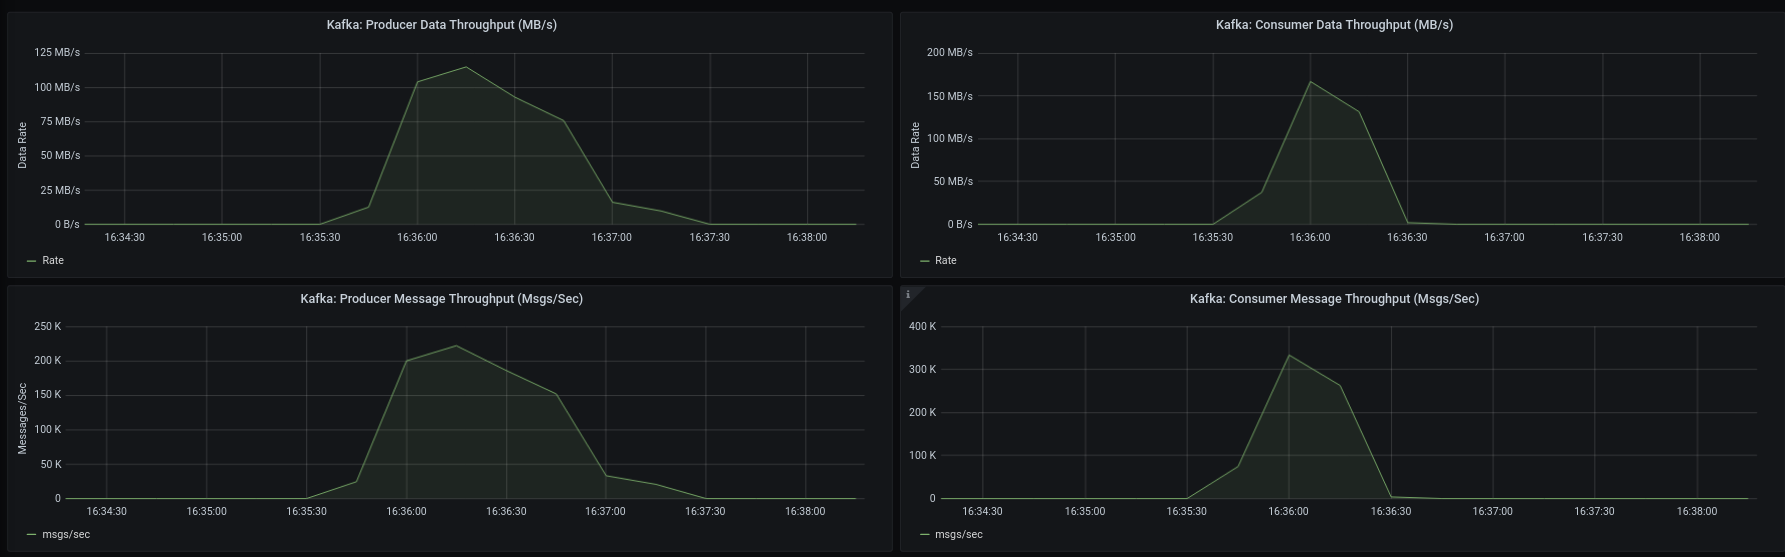 Kafka: Producer Data Throughput (MB/s)
125 MB/s
100 MB/s
75 MB/s
50 MB/s
25 MB/s
0 B/s
Data Rate
16:34:30 16:35:00 16:35:30 16:36:00 16:36:30 16:37:00 16:37:30 16:38:00
Rate
Kafka: Consumer Data Throughput (MB/s)
200 MB/s
150 MB/s
100 MB/s
50 MB/s
0 B/s
Data Rate
16:34:30 16:35:00 16:35:30 16:36:00 16:36:30 16:37:00 16:37:30 16:38:00
Rate
Kafka: Producer Message Throughput (Msgs/Sec)
250 K
200 K
150 K
100 K
50 K
0
Messages/Sec
16:34:30 16:35:00 16:35:30 16:36:00 16:36:30 16:37:00 16:37:30 16:38:00
msgs/sec
i
Kafka: Consumer Message Throughput (Msgs/Sec)
400 K
300 K
200 K
100 K
0
16:34:30 16:35:00 16:35:30 16:36:00 16:36:30 16:37:00 16:37:30 16:38:00
msgs/sec